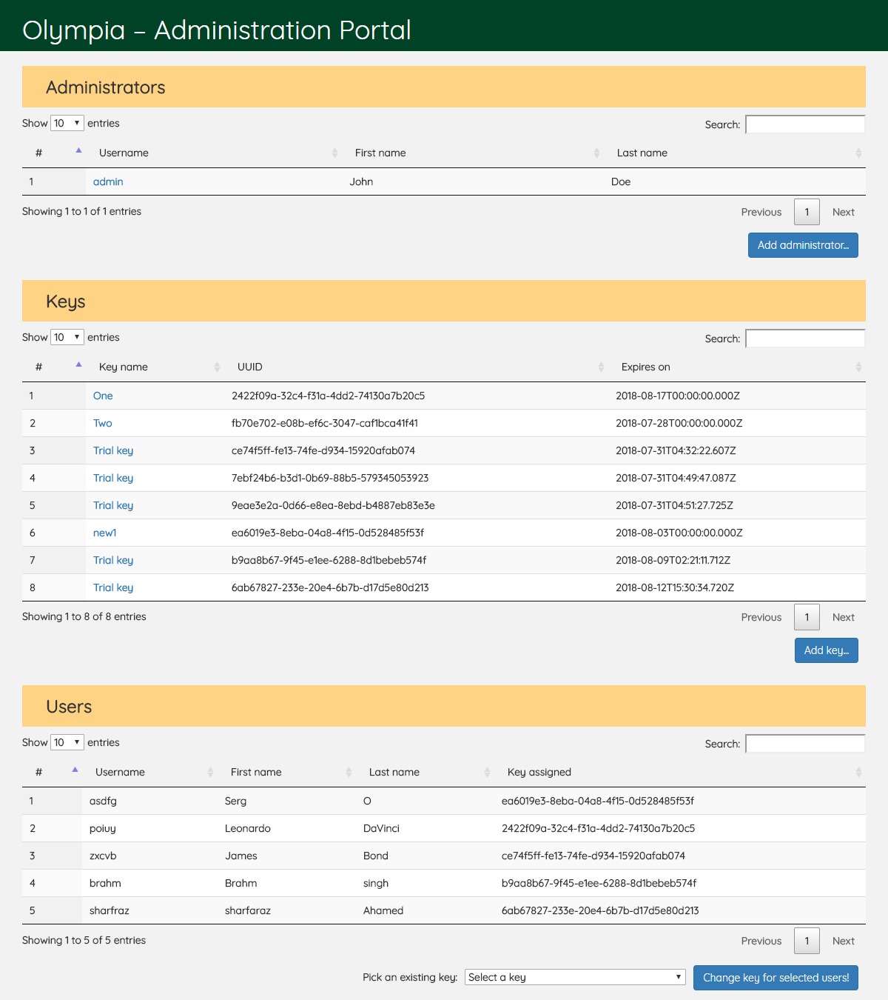 Olympia – Administration Portal
Administrators
Show 10 entries Search:
# Username First name Last name
1 admin John Doe
Showing 1 to 1 of 1 entries Previous 1 Next
Add administrator...
Keys
Show 10 entries Search:
# Key name UUID Expires on
1 One 2422f09a-32c4-f31a-4dd2-74130a7b20c5 2018-08-17T00:00:00.000Z
2 Two fb70e702-e08b-ef6c-3047-caf1bca41f41 2018-07-28T00:00:00.000Z
3 Trial key ce74f5ff-fe13-74fe-d934-15920afab074 2018-07-31T04:32:22.607Z
4 Trial key 7ebf24b6-b3d1-0b69-88b5-579345053923 2018-07-31T04:49:47.087Z
5 Trial key 9eae3e2a-0d66-e8ea-8ebd-b4887eb83e3e 2018-07-31T04:51:27.725Z
6 new1 ea6019e3-8eba-04a8-4f15-0d528485f53f 2018-08-03T00:00:00.000Z
7 Trial key b9aa8b67-9f45-e1ee-6288-8d1bebeb574f 2018-08-09T02:21:11.712Z
8 Trial key 6ab67827-233e-20e4-6b7b-d17d5e80d213 2018-08-12T15:30:34.720Z
Showing 1 to 8 of 8 entries Previous 1 Next
Add key...
Users
Show 10 entries Search:
# Username First name Last name Key assigned
1 asdfg Serg O ea6019e3-8eba-04a8-4f15-0d528485f53f
2 poiuy Leonardo DaVinci 2422f09a-32c4-f31a-4dd2-74130a7b20c5
3 zxcvb James Bond ce74f5ff-fe13-74fe-d934-15920afab074
4 brahm Brahm singh b9aa8b67-9f45-e1ee-6288-8d1bebeb574f
5 sharfraz sharfaraz Ahamed 6ab67827-233e-20e4-6b7b-d17d5e80d213
Showing 1 to 5 of 5 entries Previous 1 Next
Pick an existing key: Select a key Change key for selected users!